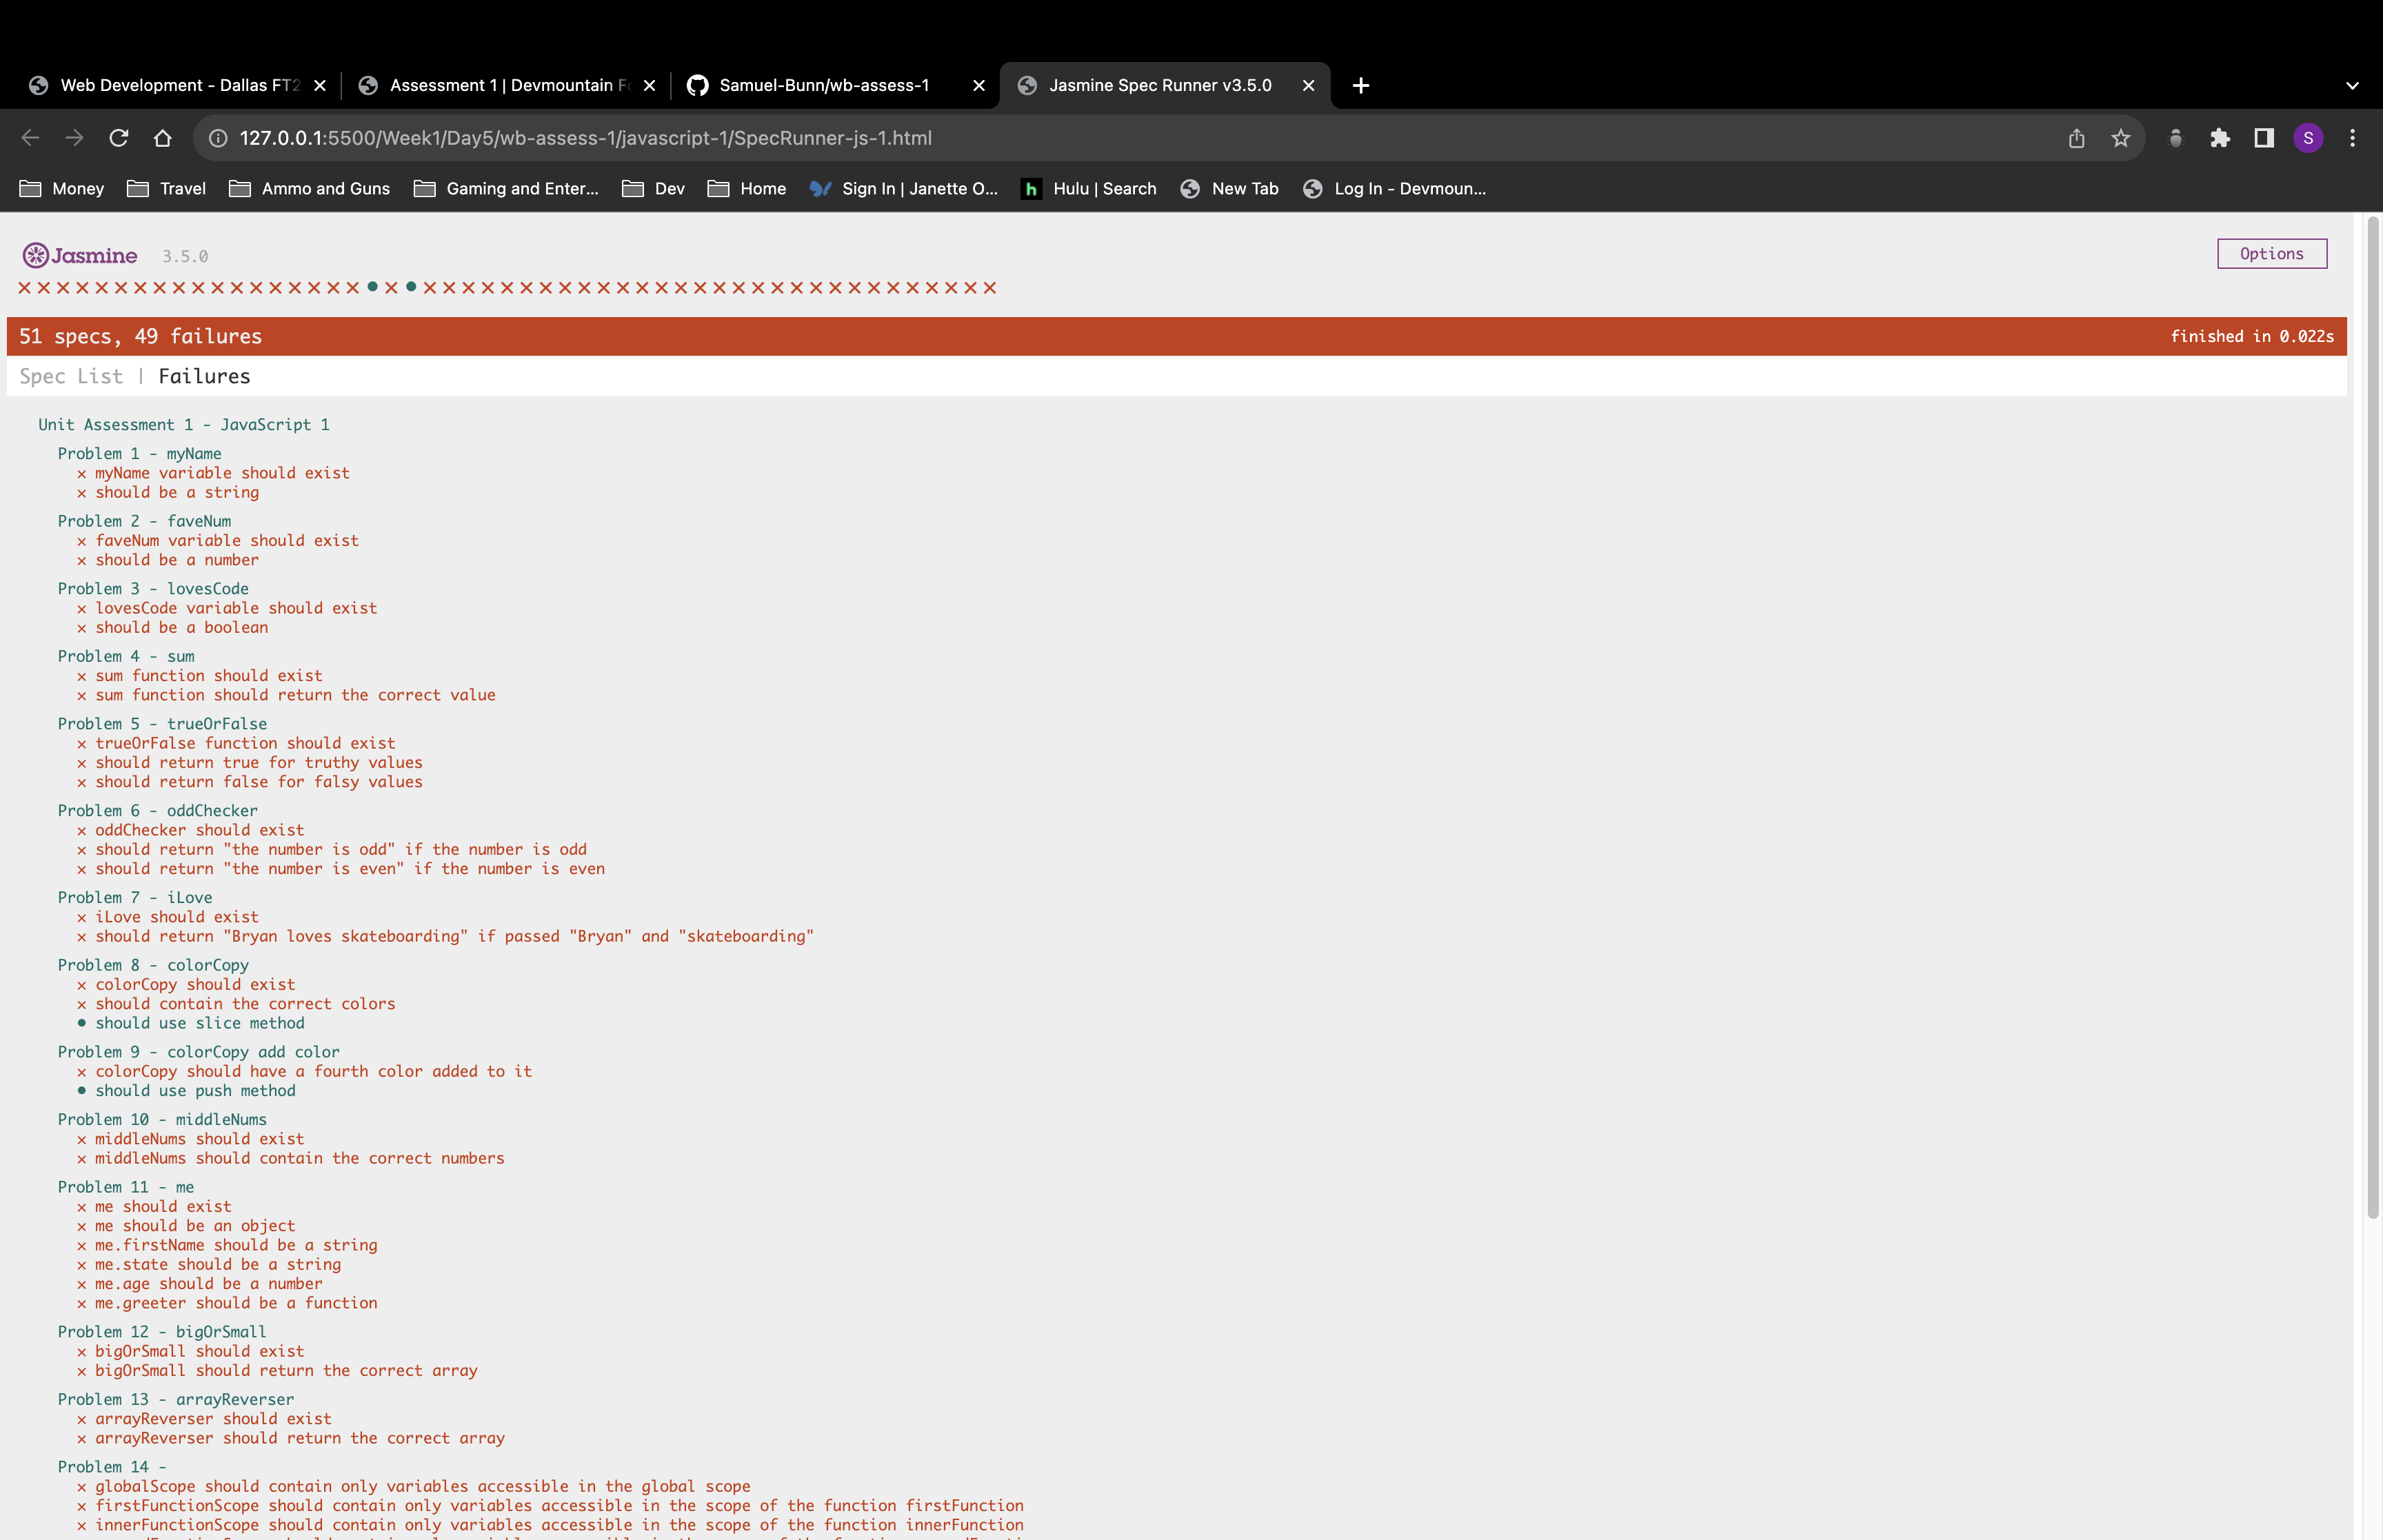 Web Development - Dallas FT2
Assessment 1 | Devmountain Fo
Samuel-Bunn/wb-assess-1
Jasmine Spec Runner v3.5.0
127.0.0.1:5500/Week1/Day5/wb-assess-1/javascript-1/SpecRunner-js-1.html
S
Money
Travel
Ammo and Guns
Gaming and Enter...
Dev
Home
Sign In | Janette O...
h Hulu | Search
New Tab
Log In - Devmoun...
Jasmine 3.5.0
Options
51 specs, 49 failures
finished in 0.022s
Spec List | Failures
Unit Assessment 1 - JavaScript 1
Problem 1 - myName
× myName variable should exist
× should be a string
Problem 2 - faveNum
× faveNum variable should exist
× should be a number
Problem 3 - lovesCode
× lovesCode variable should exist
× should be a boolean
Problem 4 - sum
× sum function should exist
× sum function should return the correct value
Problem 5 - trueOrFalse
× trueOrFalse function should exist
× should return true for truthy values
× should return false for falsy values
Problem 6 - oddChecker
× oddChecker should exist
× should return "the number is odd" if the number is odd
× should return "the number is even" if the number is even
Problem 7 - iLove
× iLove should exist
× should return "Bryan loves skateboarding" if passed "Bryan" and "skateboarding"
Problem 8 - colorCopy
× colorCopy should exist
× should contain the correct colors
• should use slice method
Problem 9 - colorCopy add color
× colorCopy should have a fourth color added to it
• should use push method
Problem 10 - middleNums
× middleNums should exist
× middleNums should contain the correct numbers
Problem 11 - me
× me should exist
× me should be an object
× me.firstName should be a string
× me.state should be a string
× me.age should be a number
× me.greeter should be a function
Problem 12 - bigOrSmall
× bigOrSmall should exist
× bigOrSmall should return the correct array
Problem 13 - arrayReverser
× arrayReverser should exist
× arrayReverser should return the correct array
Problem 14 -
× globalScope should contain only variables accessible in the global scope
× firstFunctionScope should contain only variables accessible in the scope of the function firstFunction
× innerFunctionScope should contain only variables accessible in the scope of the function innerFunction